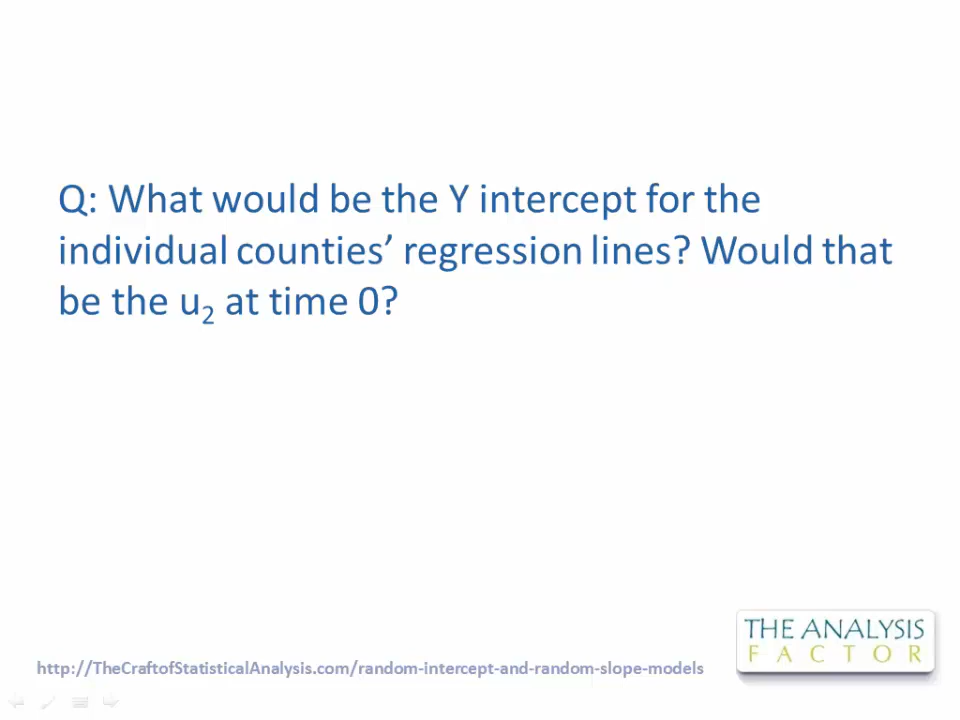 Q: What would be the Y intercept for the
individual counties’ regression lines? Would that
be the u₂ at time 0?
THE ANALYSIS
FACTOR
http://TheCraftofStatisticalAnalysis.com/random-intercept-and-random-slope-models